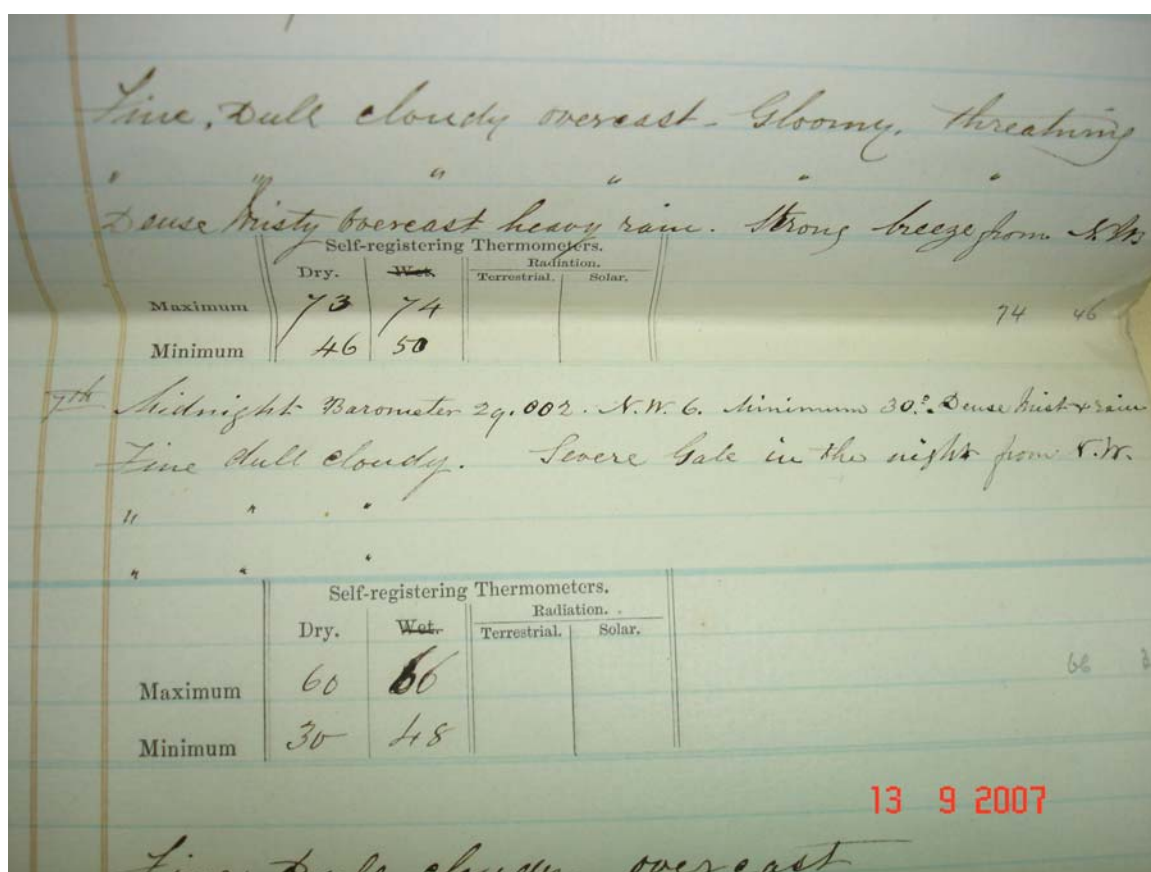 Fine, Dull cloudy overcast - Gloomy. threatning
" " " " " "
Dense Misty Overcast heavy rain. Strong breeze from
Self-registering Thermometers.
Dry. Wet. Radiation.
Terrestrial. Solar.
Maximum 73 74
74 46
Minimum 46 50
7th Midnight Barometer 29.002. N.W. 6. Minimum 30°. Dense Mist & rain
Fine dull cloudy. Severe Gale in the night from N.W.
" " "
" " "
Self-registering Thermometers.
Radiation.
Dry. Wet. Terrestrial. Solar.
Maximum 60 66
66
Minimum 30 48
13 9 2007
Fine Dull cloudy overcast